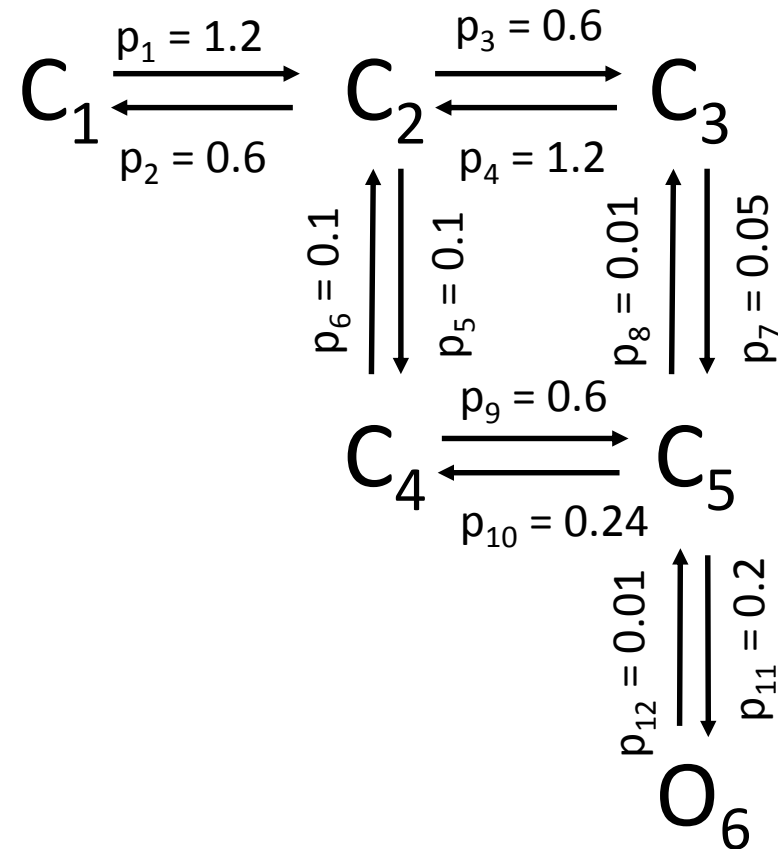 p₁ = 1.2
p₃ = 0.6
C₁
C₂
C₃
p₂ = 0.6
p₄ = 1.2
p₆ = 0.1
p₅ = 0.1
p₈ = 0.01
p₇ = 0.05
p₉ = 0.6
C₄
C₅
p₁₀ = 0.24
p₁₂ = 0.01
p₁₁ = 0.2
O₆